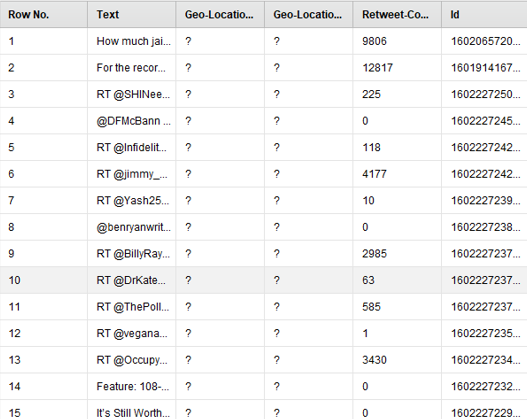 Row No. Text Geo-Locatio... Geo-Locatio... Retweet-Co... Id
1 How much jai... ? ? 9806 1602065720...
2 For the recor... ? ? 12817 1601914167...
3 RT @SHINee... ? ? 225 1602227250...
4 @DFMcBann ... ? ? 0 1602227245...
5 RT @Infidelit... ? ? 118 1602227242...
6 RT @jimmy_... ? ? 4177 1602227242...
7 RT @Yash25... ? ? 10 1602227239...
8 @benryanwrit... ? ? 0 1602227238...
9 RT @BillyRay... ? ? 2985 1602227237...
10 RT @DrKate... ? ? 63 1602227237...
11 RT @ThePoll... ? ? 585 1602227237...
12 RT @vegana... ? ? 1 1602227235...
13 RT @Occupy... ? ? 3430 1602227234...
14 Feature: 108-... ? ? 0 1602227232...
15 It's Still Worth... ? ? 0 1602227229...